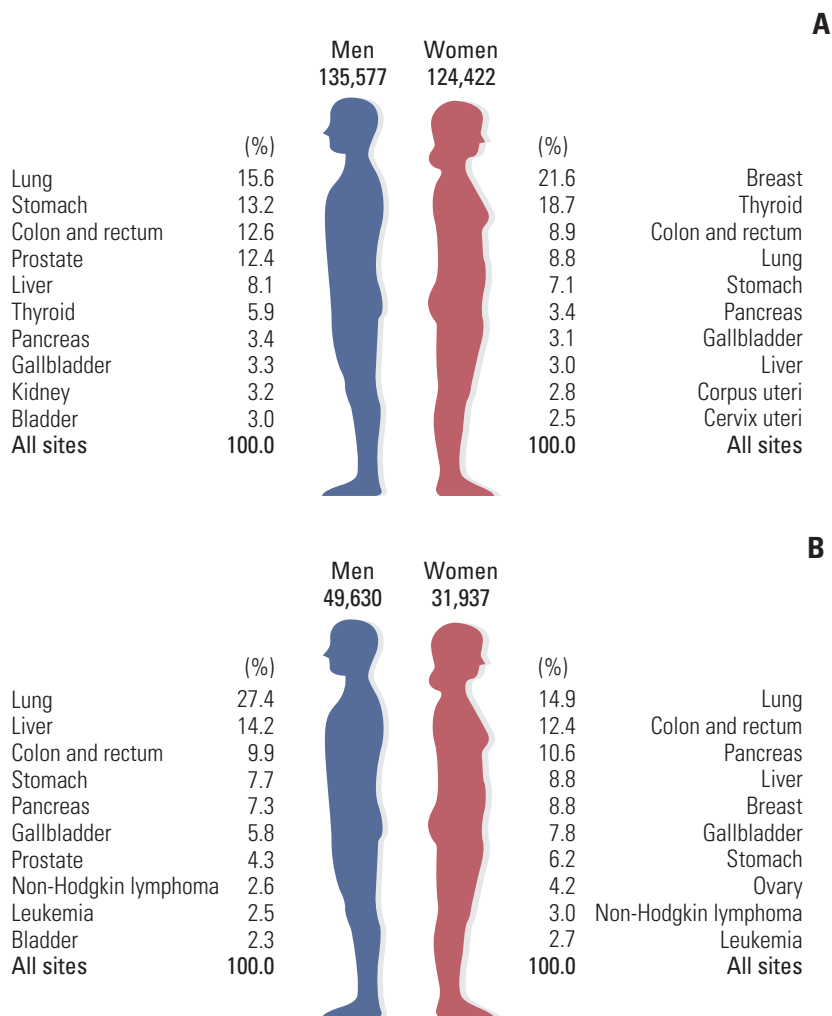 A
Men Women
135,577 124,422
(%) (%)
Lung 15.6 21.6 Breast
Stomach 13.2 18.7 Thyroid
Colon and rectum 12.6 8.9 Colon and rectum
Prostate 12.4 8.8 Lung
Liver 8.1 7.1 Stomach
Thyroid 5.9 3.4 Pancreas
Pancreas 3.4 3.1 Gallbladder
Gallbladder 3.3 3.0 Liver
Kidney 3.2 2.8 Corpus uteri
Bladder 3.0 2.5 Cervix uteri
All sites 100.0 100.0 All sites
B
Men Women
49,630 31,937
(%) (%)
Lung 27.4 14.9 Lung
Liver 14.2 12.4 Colon and rectum
Colon and rectum 9.9 10.6 Pancreas
Stomach 7.7 8.8 Liver
Pancreas 7.3 8.8 Breast
Gallbladder 5.8 7.8 Gallbladder
Prostate 4.3 6.2 Stomach
Non-Hodgkin lymphoma 2.6 4.2 Ovary
Leukemia 2.5 3.0 Non-Hodgkin lymphoma
Bladder 2.3 2.7 Leukemia
All sites 100.0 100.0 All sites